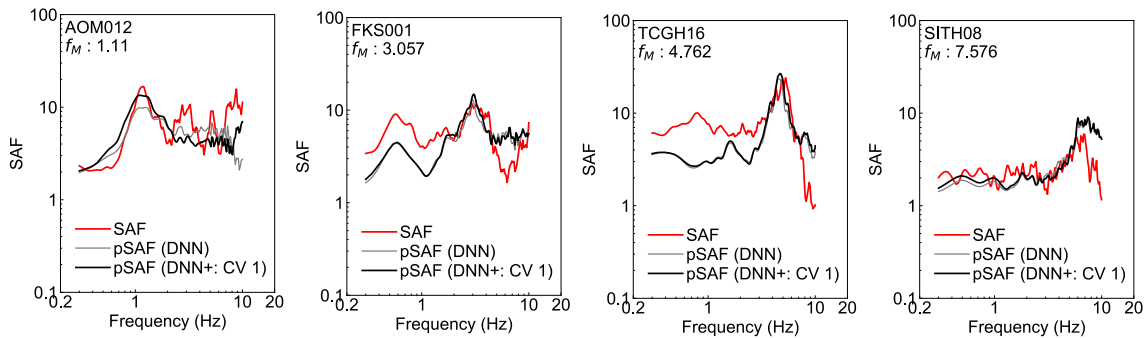 AOM012
f_M : 1.11
100
10
1
0.1
SAF
SAF
pSAF (DNN)
pSAF (DNN+: CV 1)
0.2
1
10
20
Frequency (Hz)
FKS001
f_M : 3.057
100
10
1
0.1
SAF
SAF
pSAF (DNN)
pSAF (DNN+: CV 1)
0.2
1
10
20
Frequency (Hz)
TCGH16
f_M : 4.762
100
10
1
0.1
SAF
SAF
pSAF (DNN)
pSAF (DNN+: CV 1)
0.2
1
10
20
Frequency (Hz)
SITH08
f_M : 7.576
100
10
1
0.1
SAF
SAF
pSAF (DNN)
pSAF (DNN+: CV 1)
0.2
1
10
20
Frequency (Hz)